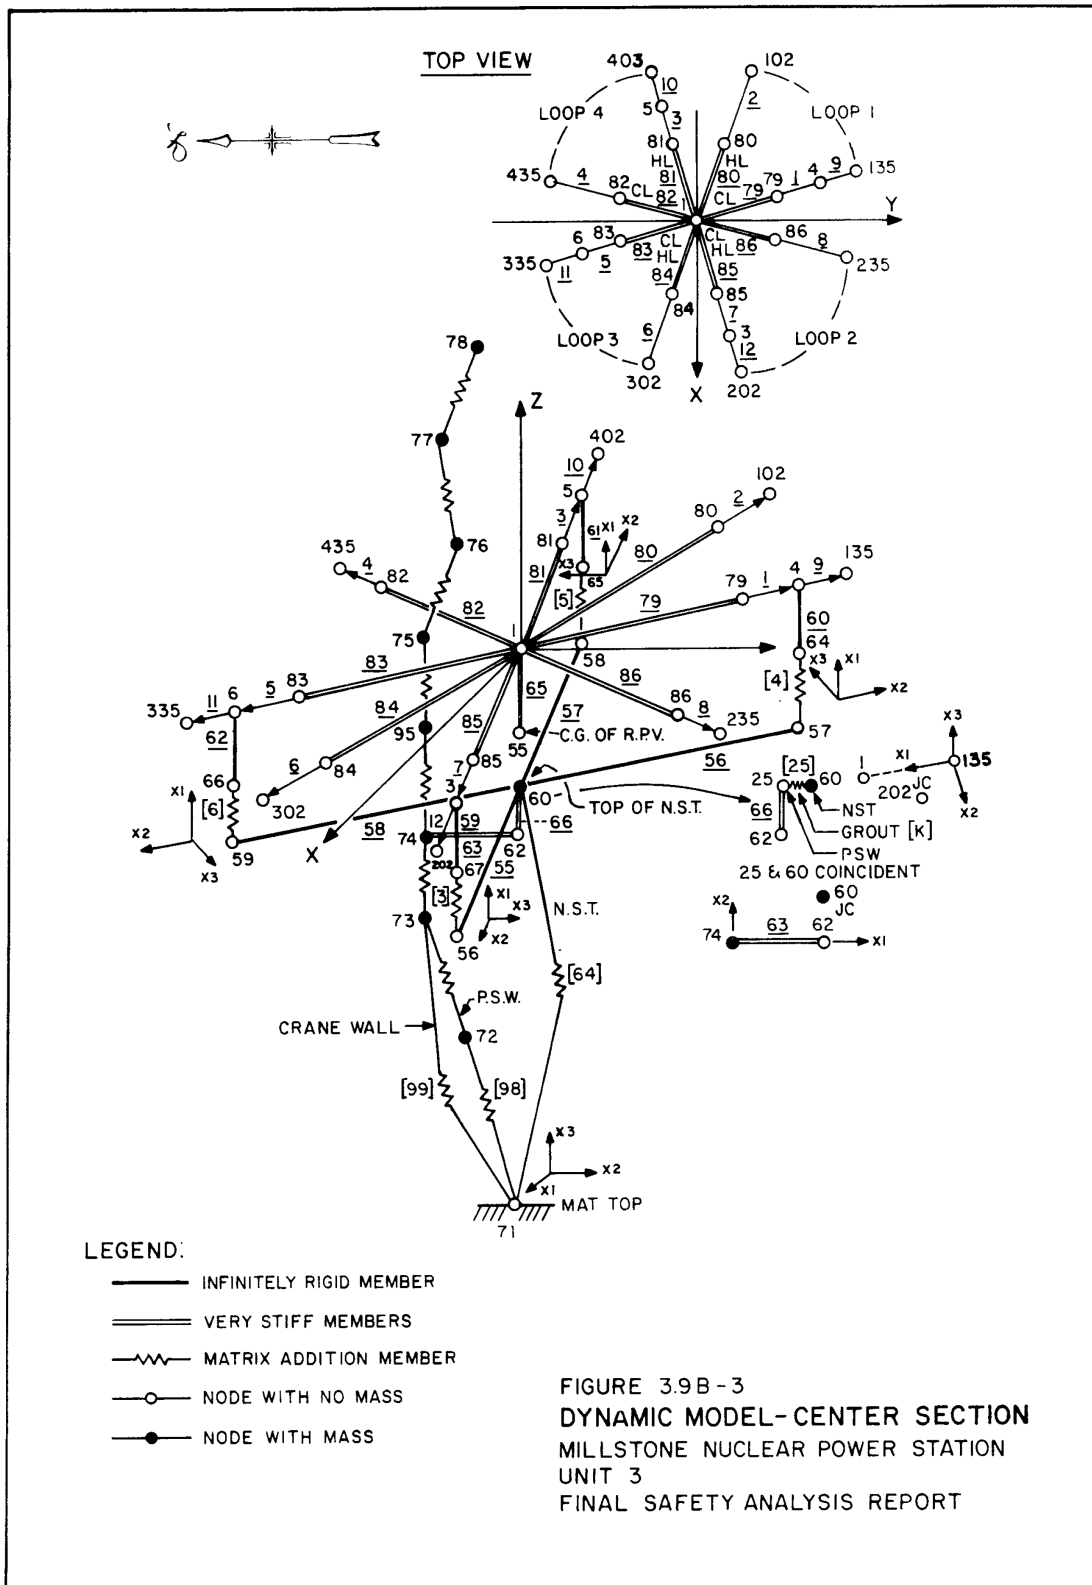 TOP VIEW
403
102
10
2
LOOP 4
LOOP 1
5
3
81
80
HL
HL
9
135
4
1
79
79
435
4
82
CL
81
82
80
CL
1
Y
83
86
6
83
CL
HL
CL
HL
86
8
335
11
5
235
84
85
84
85
6
7
3
LOOP 3
12
LOOP 2
302
X
202
78
Z
77
402
10
5
102
2
80
3
61
X1
X2
76
81
X3
65
80
435
4
82
81
[5]
79
1
4
9
135
79
82
60
75
1
64
58
X3
X1
83
65
86
[4]
X2
11
6
5
83
57
86
8
335
84
85
235
57
62
95
55
C.G. OF R.P.V.
56
X3
7
85
1
X1
135
66
6
84
3
60
TOP OF N.S.T.
25
[25]
60
202
JC
X1
[6]
302
12
59
66
NST
X2
58
74
66
GROUT [K]
X2
X
202
63
62
62
PSW
59
X3
67
55
25 & 60 COINCIDENT
[3]
X1
60
JC
73
X3
N.S.T.
X2
X2
63
62
56
74
X1
[64]
P.S.W.
CRANE WALL
72
[99]
[98]
X3
X2
X1
MAT TOP
71
LEGEND:
INFINITELY RIGID MEMBER
VERY STIFF MEMBERS
MATRIX ADDITION MEMBER
NODE WITH NO MASS
NODE WITH MASS
FIGURE 3.9B-3
DYNAMIC MODEL-CENTER SECTION
MILLSTONE NUCLEAR POWER STATION
UNIT 3
FINAL SAFETY ANALYSIS REPORT